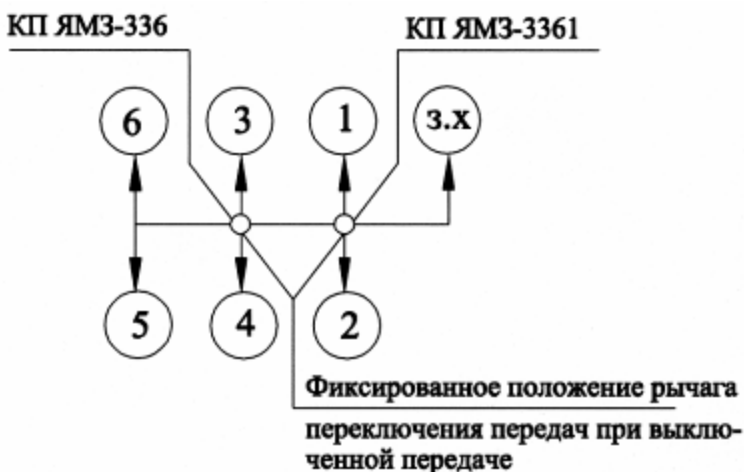 КП ЯМЗ-336
КП ЯМЗ-3361
6
3
1
з.х
5
4
2
Фиксированное положение рычага
переключения передач при выклю-
ченной передаче